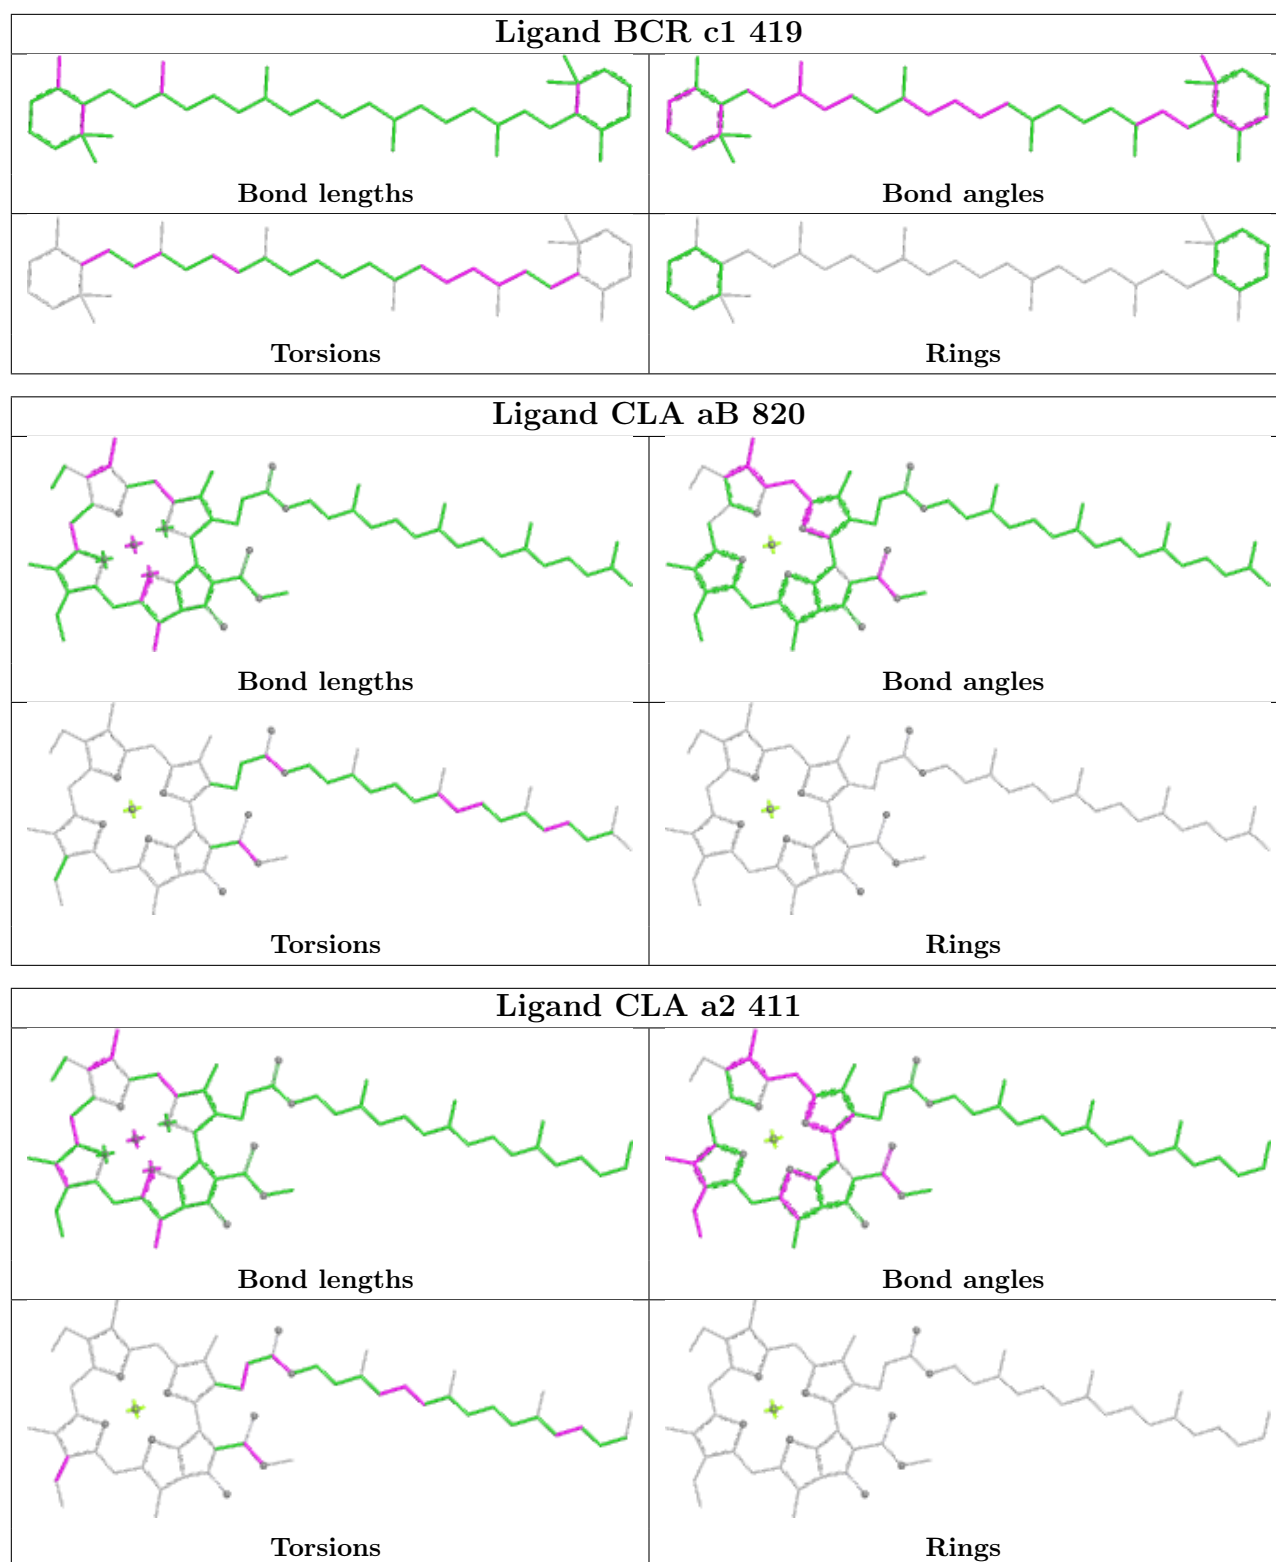 Ligand BCR c1 419
Bond lengths
Bond angles
Torsions
Rings
Ligand CLA aB 820
Bond lengths
Bond angles
Torsions
Rings
Ligand CLA a2 411
Bond lengths
Bond angles
Torsions
Rings